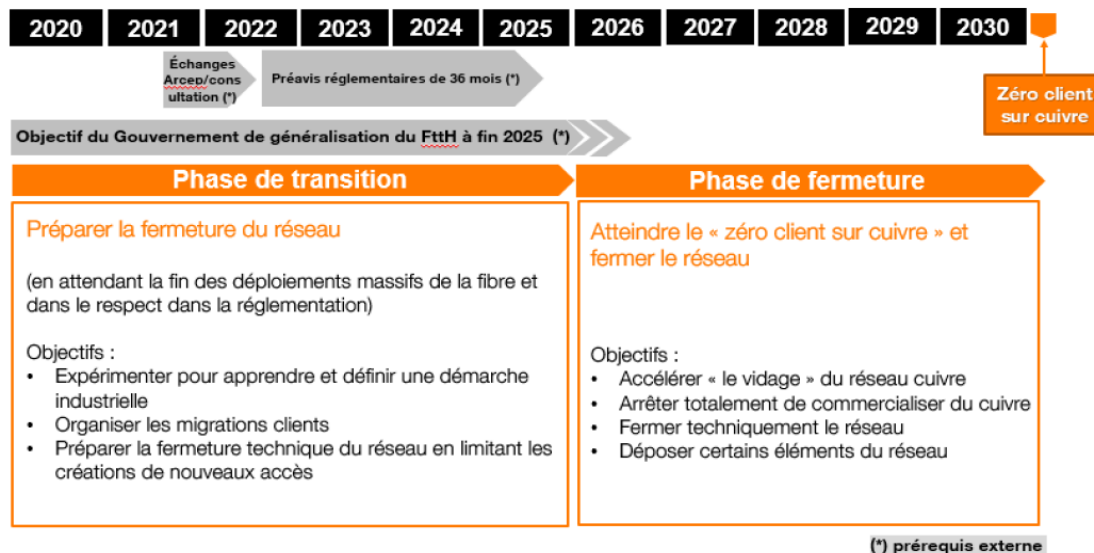 2020 2021 2022 2023 2024 2025 2026 2027 2028 2029 2030
Échanges
Arcep/cons
ultation (*)
Préavis réglementaires de 36 mois (*)
Zéro client
sur cuivre
Objectif du Gouvernement de généralisation du FttH à fin 2025 (*)
Phase de transition
Préparer la fermeture du réseau
(en attendant la fin des déploiements massifs de la fibre et
dans le respect dans la réglementation)
Objectifs :
• Expérimenter pour apprendre et définir une démarche
industrielle
• Organiser les migrations clients
• Préparer la fermeture technique du réseau en limitant les
créations de nouveaux accès
Phase de fermeture
Atteindre le « zéro client sur cuivre » et
fermer le réseau
Objectifs :
• Accélérer « le vidage » du réseau cuivre
• Arrêter totalement de commercialiser du cuivre
• Fermer techniquement le réseau
• Déposer certains éléments du réseau
(*) prérequis externe